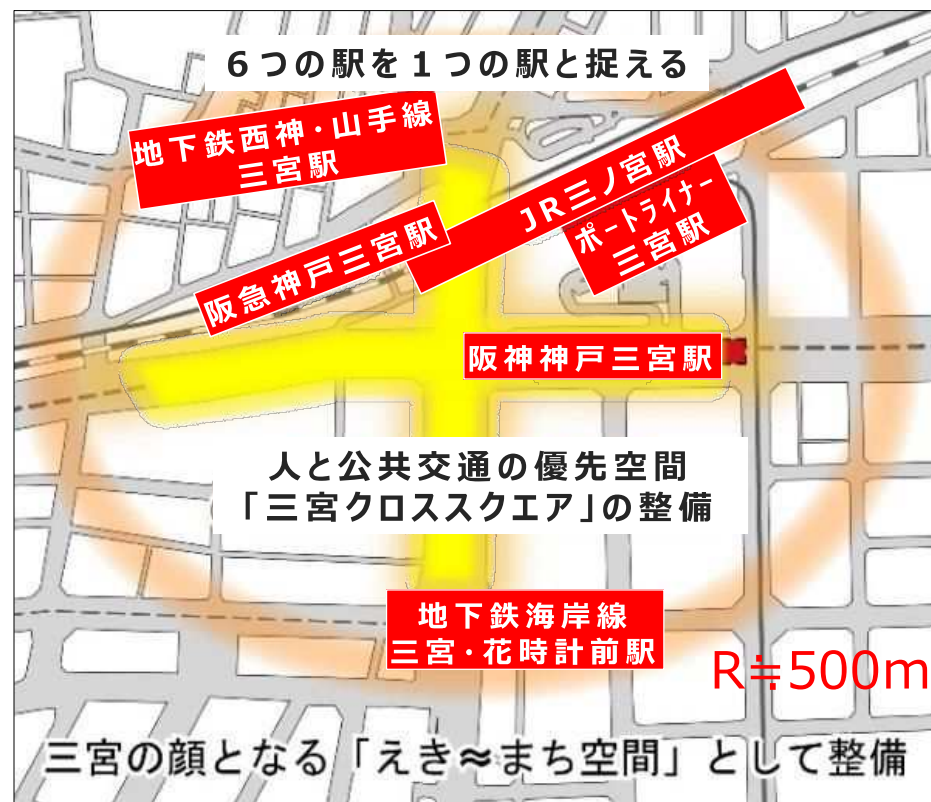 ６つの駅を１つの駅と捉える
地下鉄西神・山手線
三宮駅
JR三ノ宮駅
ポートライナー
三宮駅
阪急神戸三宮駅
阪神神戸三宮駅
人と公共交通の優先空間
「三宮クロススクエア」の整備
地下鉄海岸線
三宮・花時計前駅
R≒500m
三宮の顔となる「えき≈まち空間」として整備